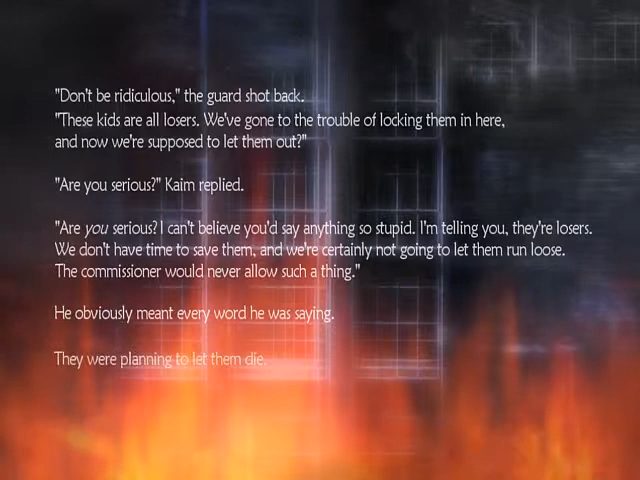 "Don't be ridiculous," the guard shot back.
"These kids are all losers. We've gone to the trouble of locking them in here,
and now we're supposed to let them out?"
"Are you serious?" Kaim replied.
"Are you serious? I can't believe you'd say anything so stupid. I'm telling you, they're losers.
We don't have time to save them, and we're certainly not going to let them run loose.
The commissioner would never allow such a thing."
He obviously meant every word he was saying.
They were planning to let them die.